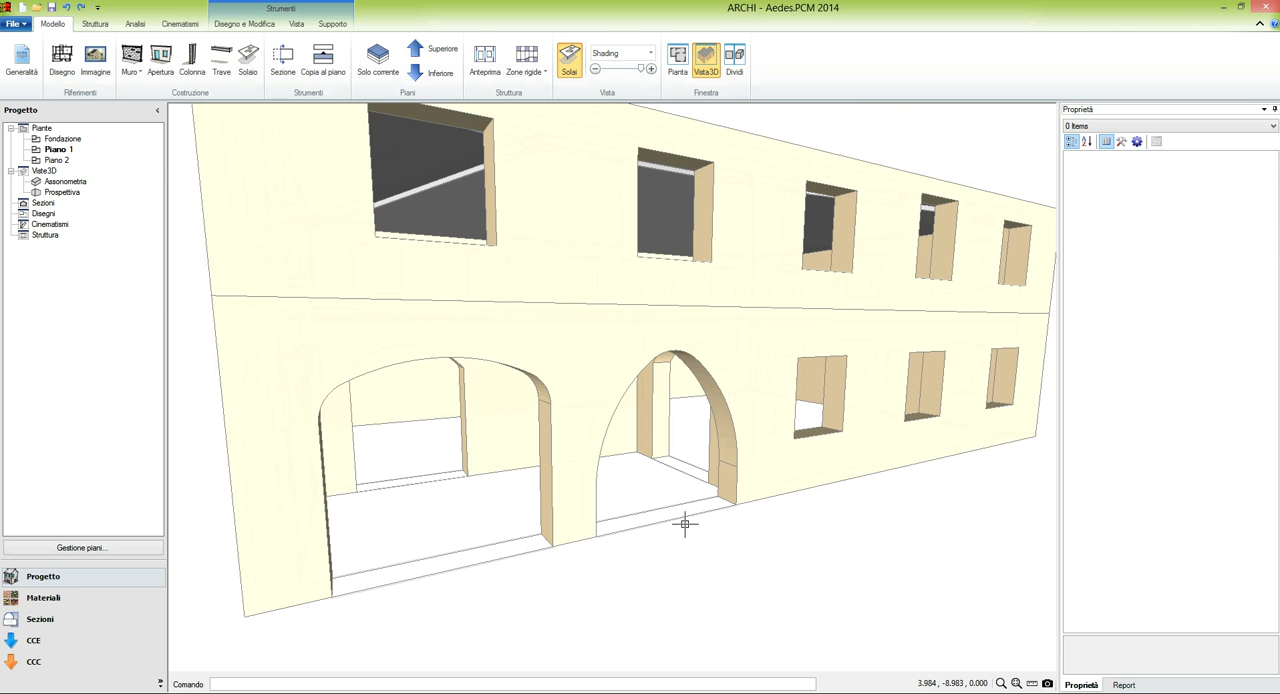 Strumenti
ARCHI - Aedes.PCM 2014
File
Modello
Struttura
Analisi
Cinematismi
Disegno e Modifica
Vista
Supporto
Generalità
Disegno
Immagine
Riferimenti
Muro
Apertura
Colonna
Trave
Solaio
Costruzione
Sezione
Copia al piano
Strumenti
Solo corrente
Superiore
Inferiore
Piani
Anteprima
Zone rigide
Struttura
Solai
Shading
Vista
Pianta
Vista3D
Dividi
Finestra
Progetto
Piante
Fondazione
Piano 1
Piano 2
Viste3D
Assonometria
Prospettiva
Sezioni
Disegni
Cinematismi
Struttura
Gestione piani...
Progetto
Materiali
Sezioni
CCE
CCC
Comando
3.984 , -8.983 , 0.000
Proprietà
0 Items
Proprietà
Report